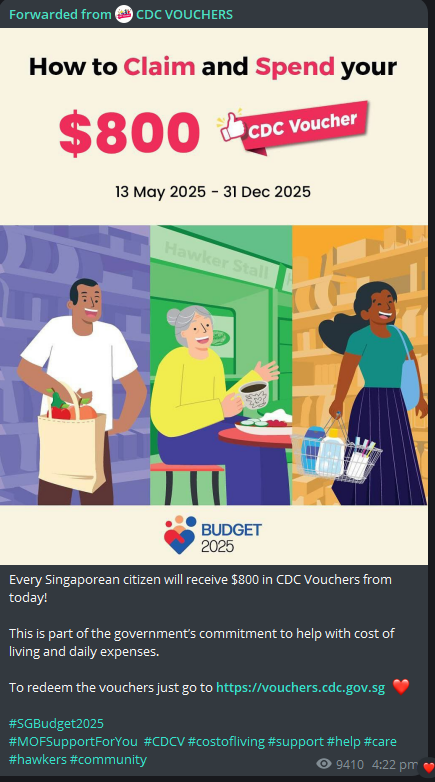 Forwarded from CDC VOUCHERS
How to Claim and Spend your
$800 CDC Voucher
13 May 2025 - 31 Dec 2025
Hawker Stall
BUDGET
2025
Every Singaporean citizen will receive $800 in CDC Vouchers from
today!
This is part of the government's commitment to help with cost of
living and daily expenses.
To redeem the vouchers just go to https://vouchers.cdc.gov.sg ❤️
#SGBudget2025
#MOFSupportForYou #CDCV #costofliving #support #help #care
#hawkers #community
9410 4:22 pm